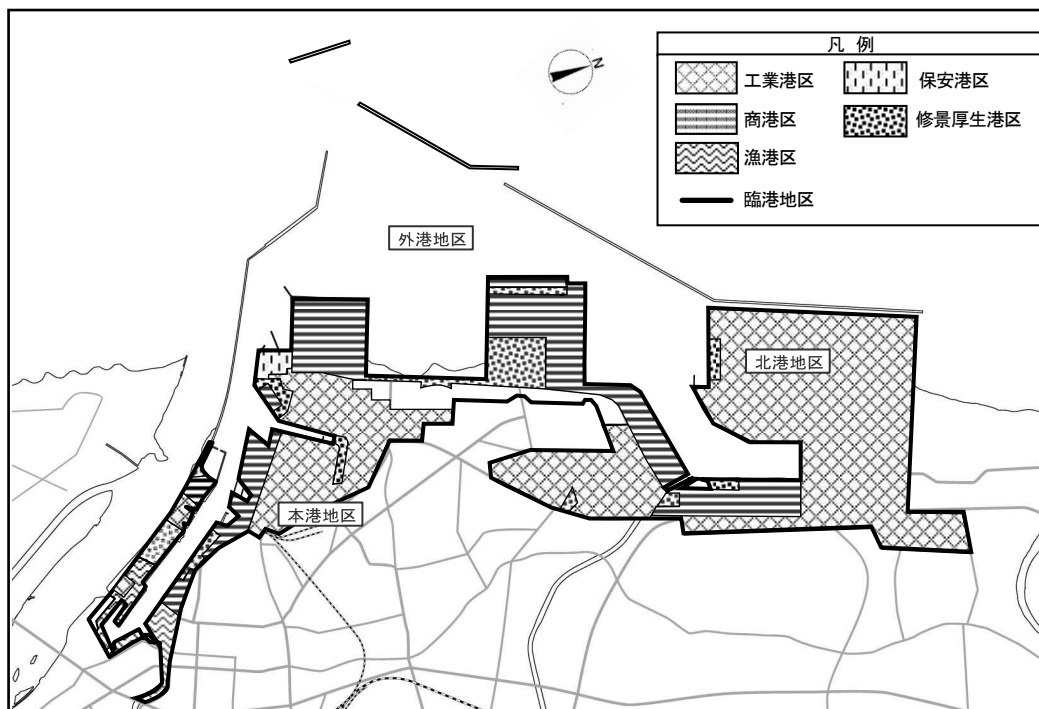 凡 例
工業港区
保安港区
商港区
修景厚生港区
漁港区
臨港地区
N
外港地区
北港地区
本港地区